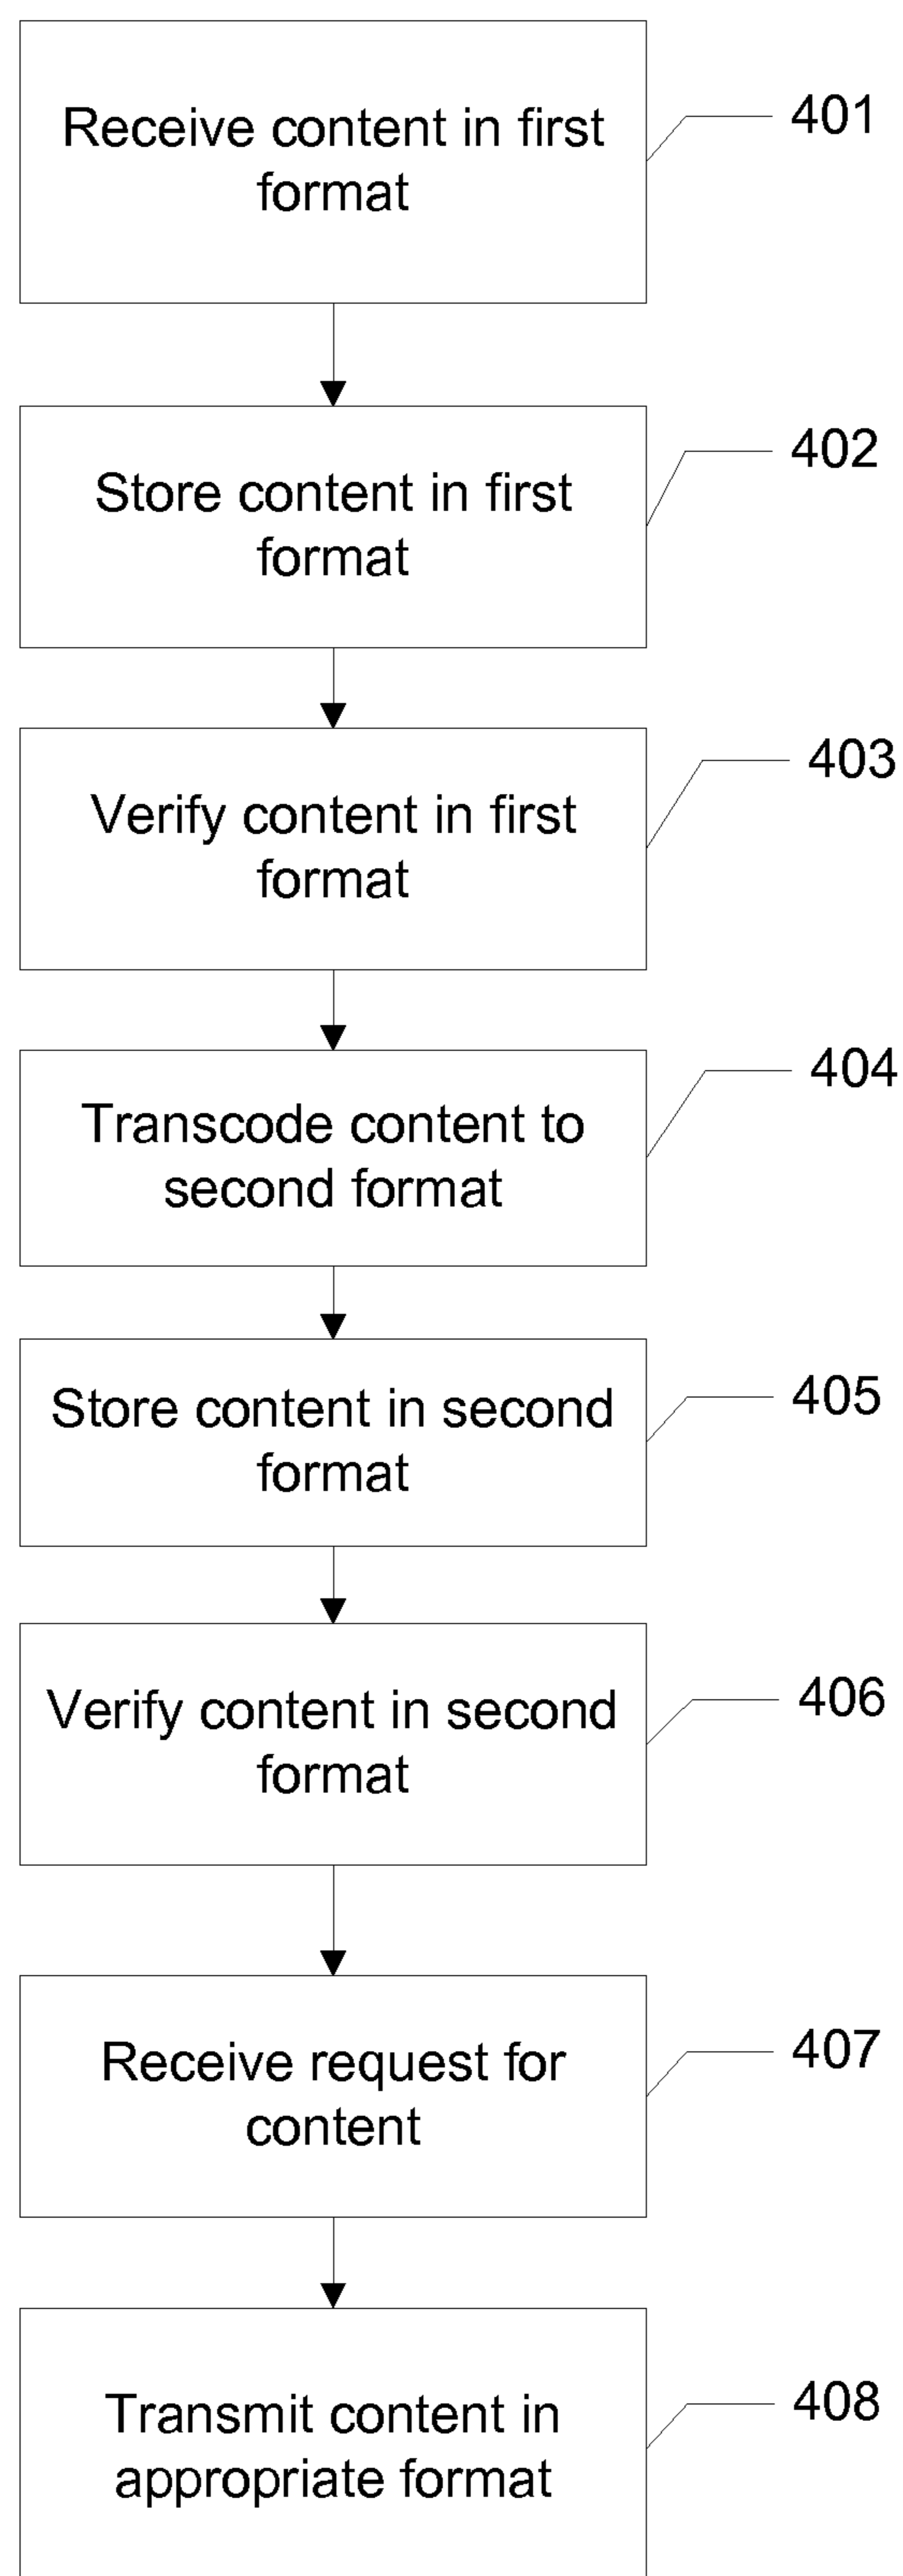 Receive content in first
format
401
Store content in first
format
402
Verify content in first
format
403
Transcode content to
second format
404
Store content in second
format
405
Verify content in second
format
406
Receive request for
content
407
Transmit content in
appropriate format
408